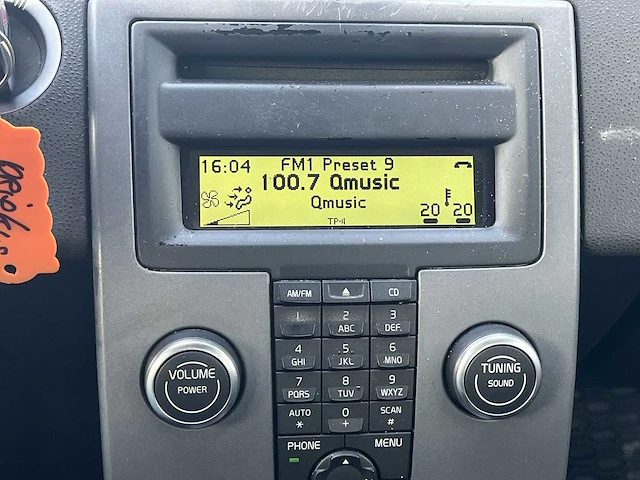 16:04 FM1 Preset 9
100.7 Qmusic
Qmusic
20 20
TP
AM/FM CD
1 2 ABC 3 DEF
4 GHI 5 JKL 6 MNO
7 PQRS 8 TUV 9 WXYZ
AUTO * 0 + SCAN #
PHONE MENU
VOLUME
POWER
TUNING
SOUND